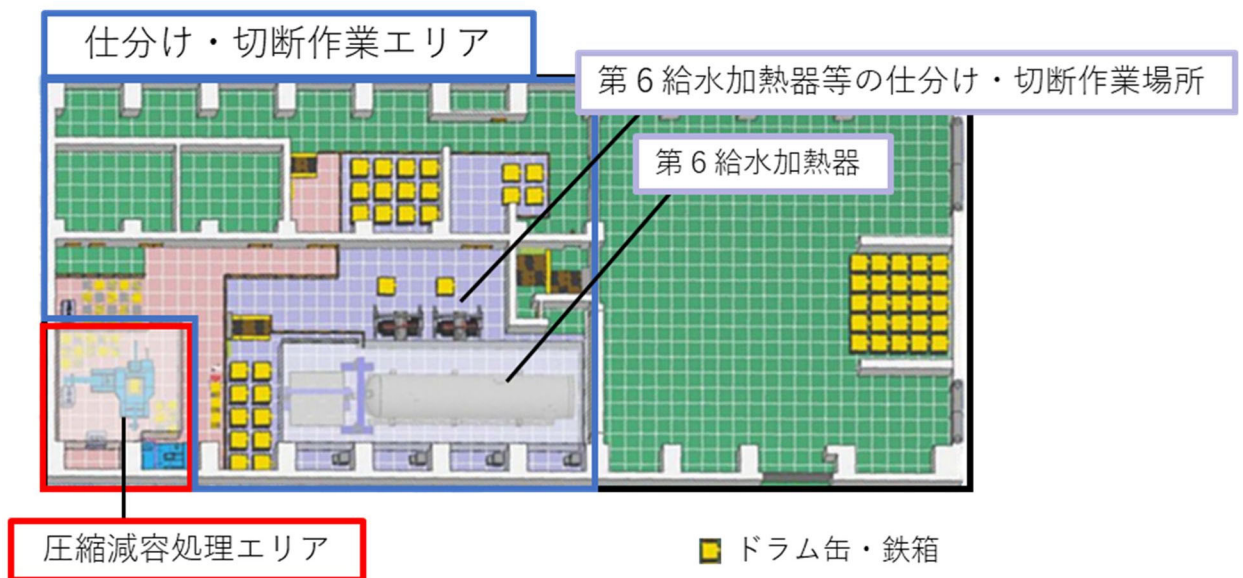 仕分け・切断作業エリア
第6給水加熱器等の仕分け・切断作業場所
第6給水加熱器
圧縮減容処理エリア
ドラム缶・鉄箱